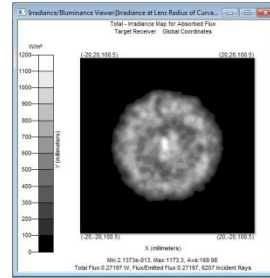 Irradiance/Illuminance Viewer:[Irradiance at Lens Radius of Curva...
Total - Irradiance Map for Absorbed Flux
Target Receiver Global Coordinates
W/m²
(-20,20,100.5) (20,20,100.5)
1200
1100
1000
900
800
700
600
500
400
300
200
100
0
Y (millimeters)
(-20,-20,100.5) (20,-20,100.5)
X (millimeters)
Min:2.1373e-013, Max:1173.3, Ave:169.98
Total Flux:0.27197 W, Flux/Emitted Flux:0.27197, 6207 Incident Rays